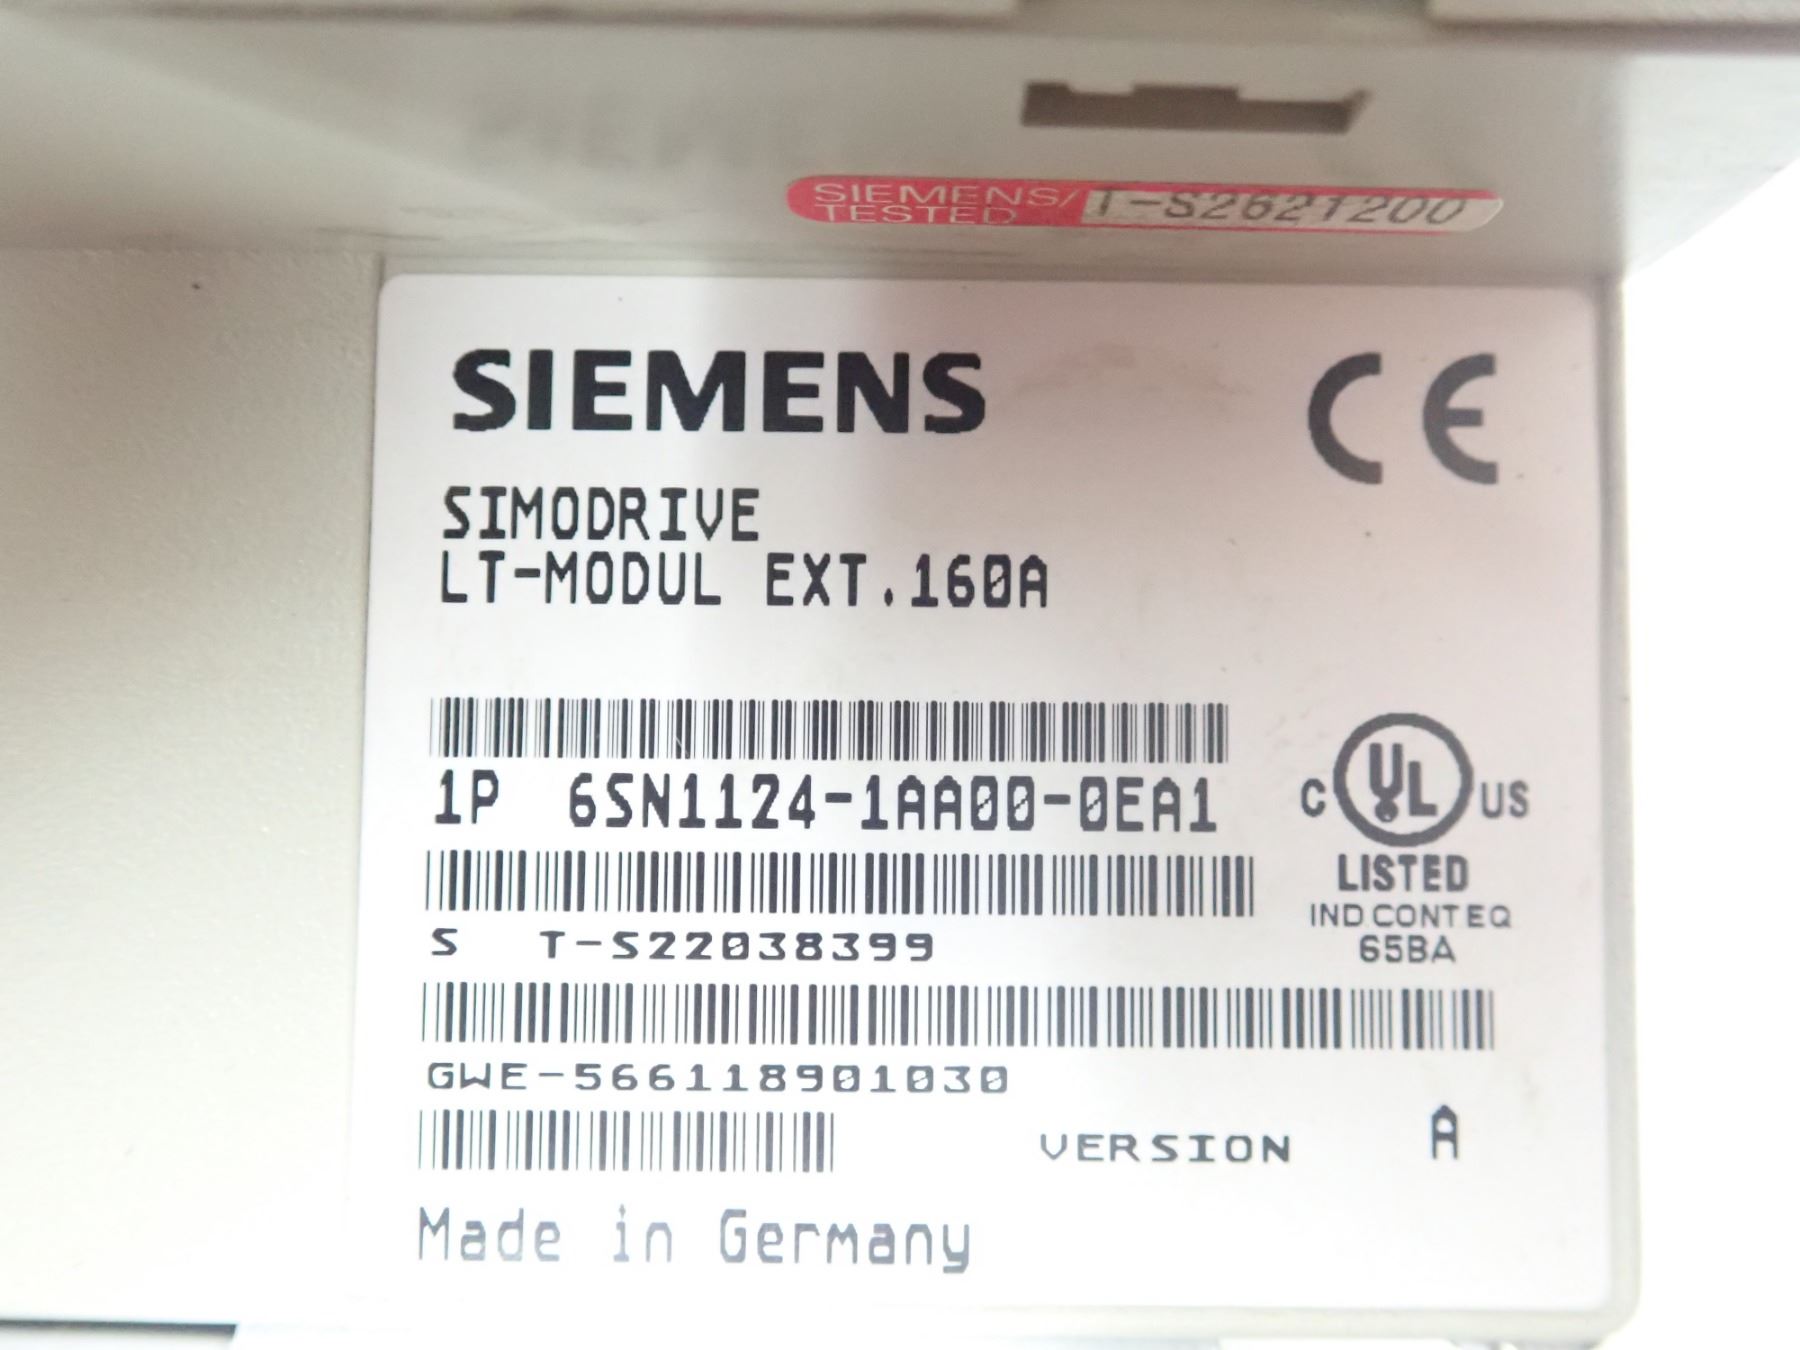 SIEMENS/ T-S2621200
TESTED
SIEMENS
CE
SIMODRIVE
LT-MODUL EXT.160A
1P 6SN1124-1AA00-0EA1
C UL US
LISTED
IND CONT EQ
65BA
S T-S22038399
GWE-566118901030
VERSION A
Made in Germany